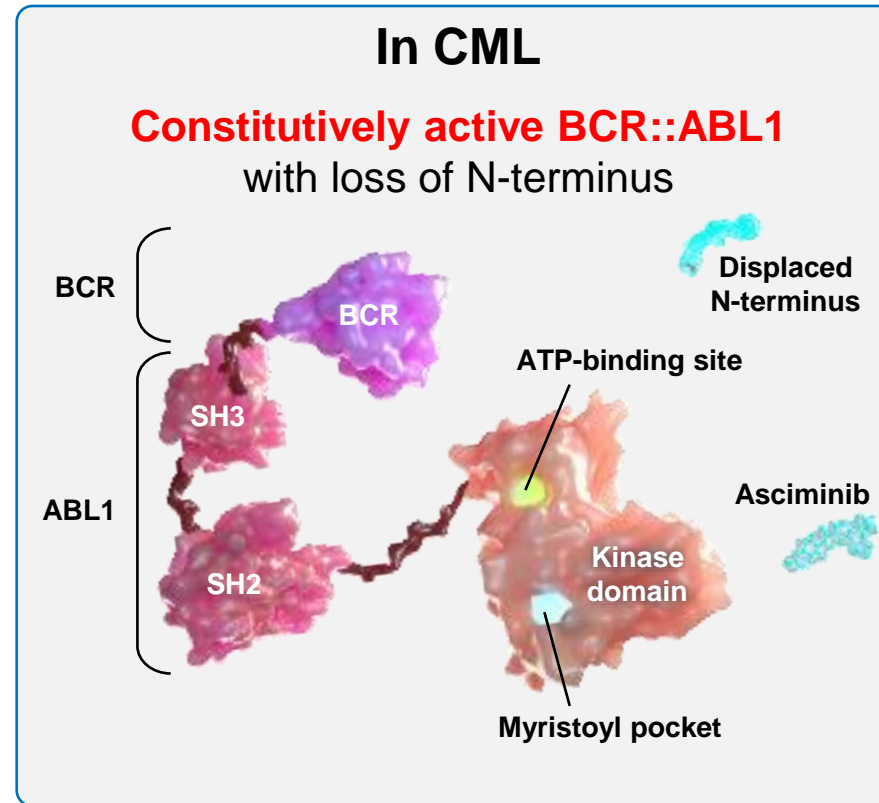 In CML
Constitutively active BCR::ABL1
with loss of N-terminus
BCR
BCR
Displaced
N-terminus
ATP-binding site
SH3
ABL1
Asciminib
SH2
Kinase
domain
Myristoyl pocket